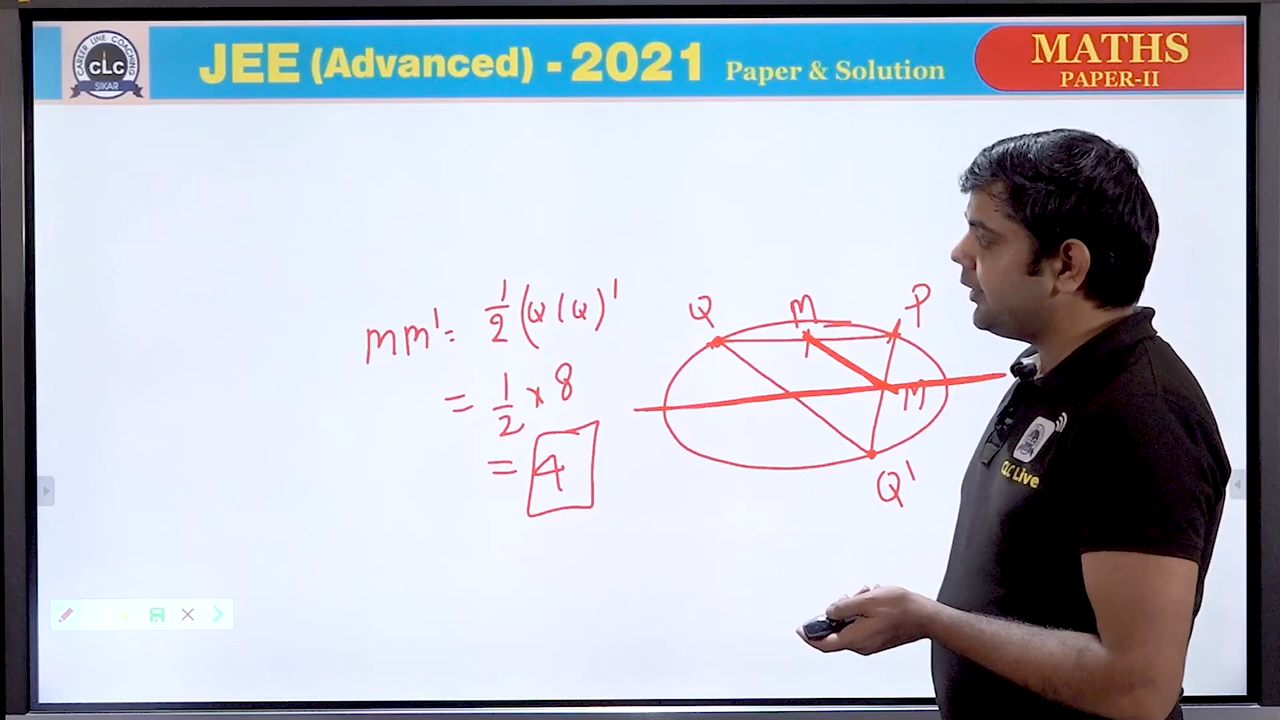 CAREER LINE COACHING
CLC
SIKAR
JEE (Advanced) - 2021 Paper & Solution
MATHS
PAPER-II
MM' = 1/2 (Q(Q)'
= 1/2 × 8
= 4
Q M P
M
Q'
CLC Live